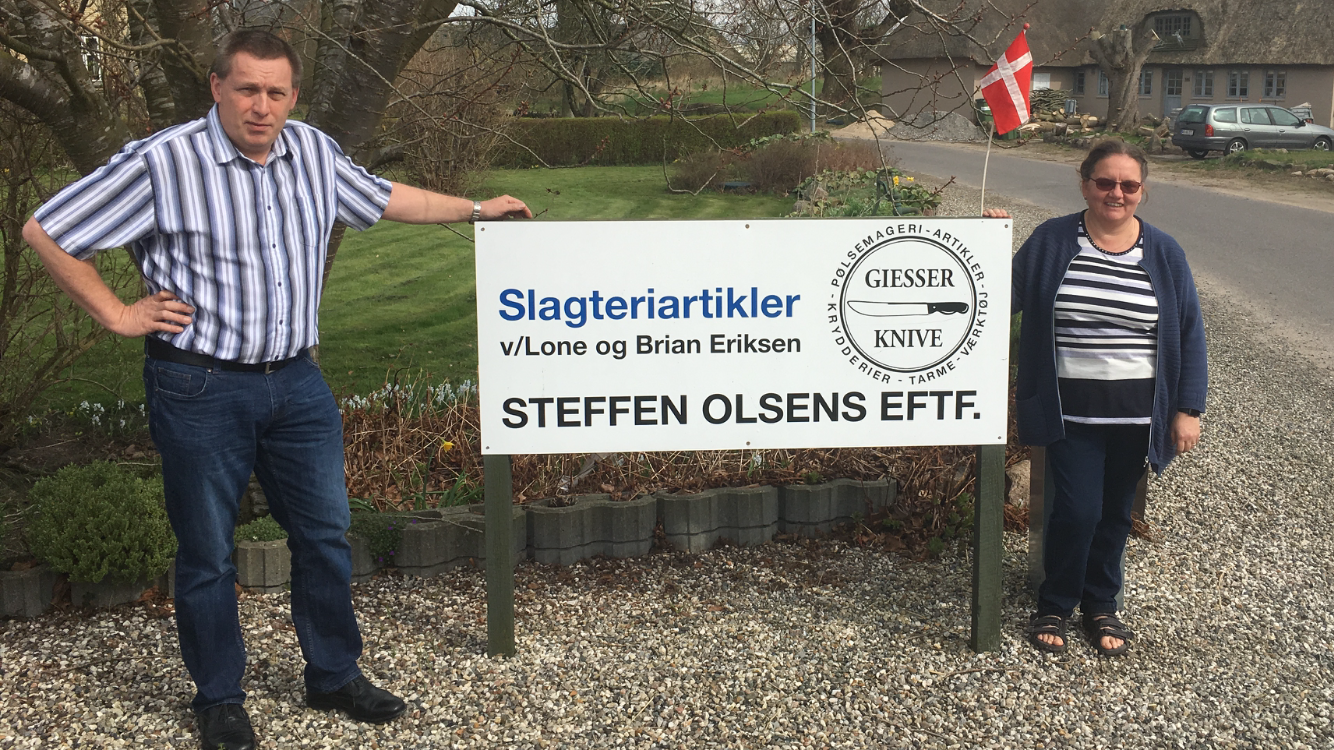 Slagteriartikler
v/Lone og Brian Eriksen
STEFFEN OLSENS EFTF.
PØLSEMAGERI-ARTIKLER
GIESSER
KNIVE
- KRYDDERIER - TARME - VÆRKTØJ -